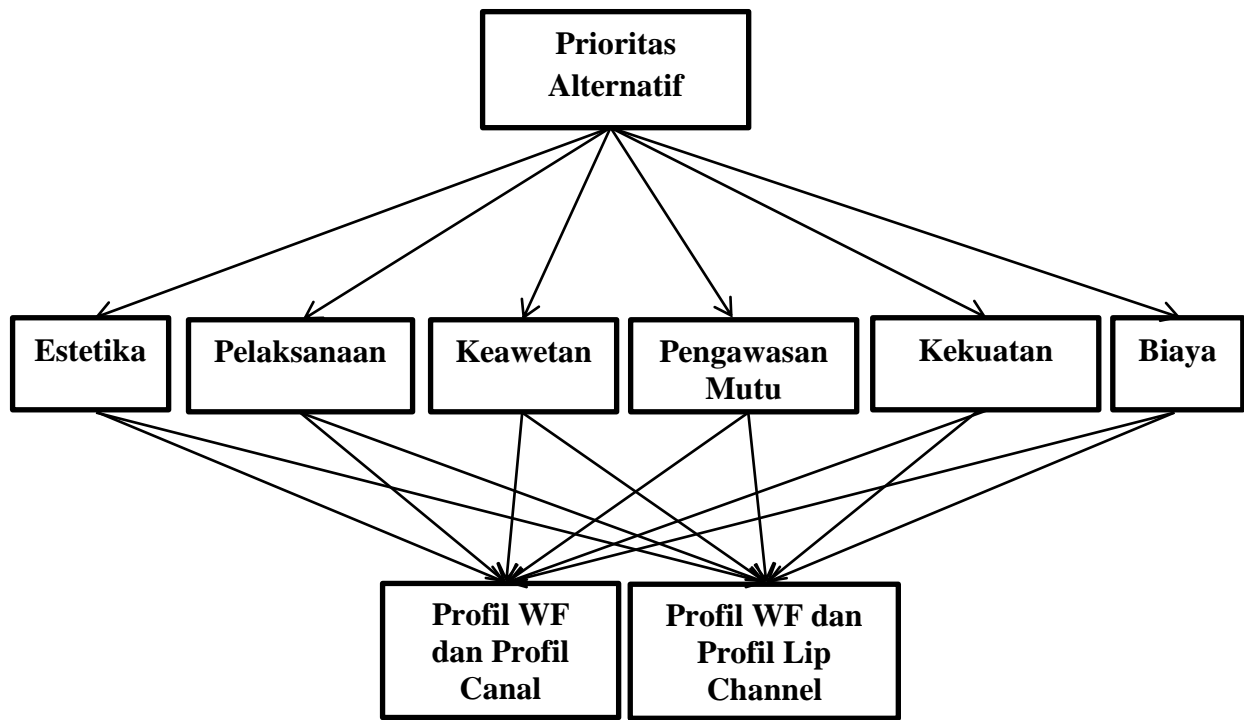 Prioritas
Alternatif
Estetika
Pelaksanaan
Keawetan
Pengawasan
Mutu
Kekuatan
Biaya
Profil WF
dan Profil
Canal
Profil WF dan
Profil Lip
Channel